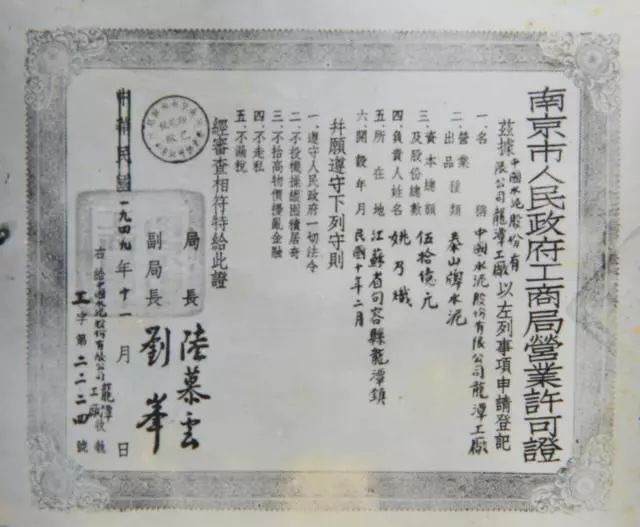 南京市人民政府工商局營業許可證
茲據中國水泥股份有限公司龍潭工廠以左列事項申請登記
一.名稱 中國水泥股份有限公司龍潭工廠
二.營業種類出品 泰山牌水泥
三.資本總額及股份總數 伍拾億元
四.負責人姓名 姚乃熾
五.所在地 江蘇省句容縣龍潭鎮
六.開設年月 民國十年二月
并願遵守下列守則
一.遵守人民政府一切法令
二.不投機操縱囤積居奇
三.不抬高物價擾亂金融
四.不走私
五.不漏稅
經審查相符特給此證
局長 陸慕雲
副局長 劉峯
中華民國一九四九年十一月 日
右給中國水泥股份有限公司龍潭工廠收執
工字第二二二四號